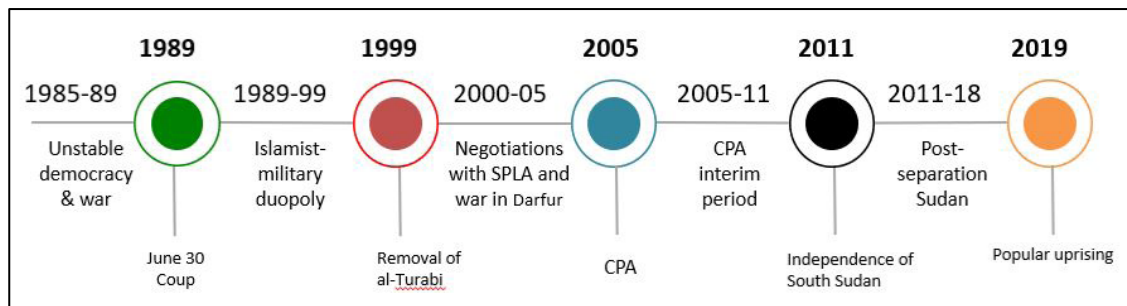 1989
1999
2005
2011
2019
1985-89
1989-99
2000-05
2005-11
2011-18
Unstable
democracy
& war
Islamist-
military
duopoly
Negotiations
with SPLA and
war in Darfur
CPA
interim
period
Post-
separation
Sudan
June 30
Coup
Removal of
al-Turabi
CPA
Independence of
South Sudan
Popular uprising